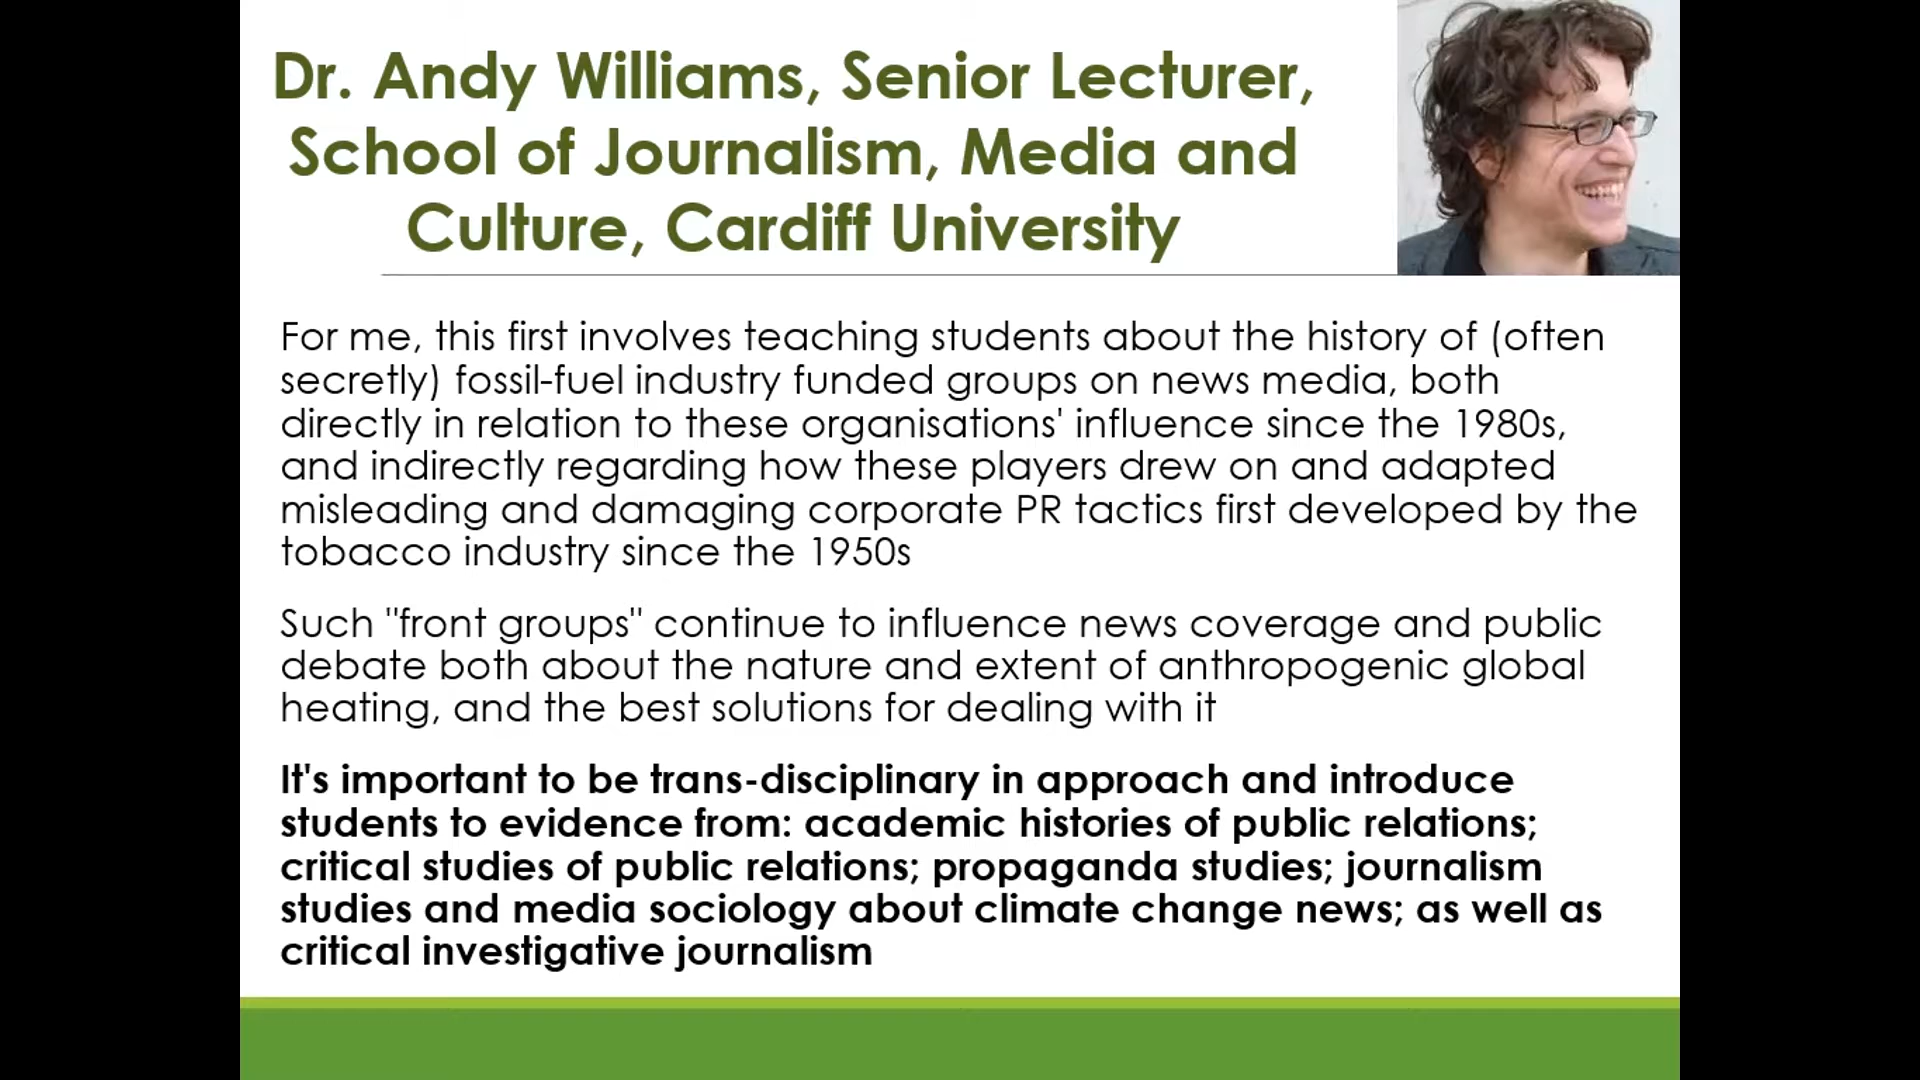 Dr. Andy Williams, Senior Lecturer,
School of Journalism, Media and
Culture, Cardiff University
For me, this first involves teaching students about the history of (often
secretly) fossil-fuel industry funded groups on news media, both
directly in relation to these organisations' influence since the 1980s,
and indirectly regarding how these players drew on and adapted
misleading and damaging corporate PR tactics first developed by the
tobacco industry since the 1950s
Such "front groups" continue to influence news coverage and public
debate both about the nature and extent of anthropogenic global
heating, and the best solutions for dealing with it
It's important to be trans-disciplinary in approach and introduce
students to evidence from: academic histories of public relations;
critical studies of public relations; propaganda studies; journalism
studies and media sociology about climate change news; as well as
critical investigative journalism